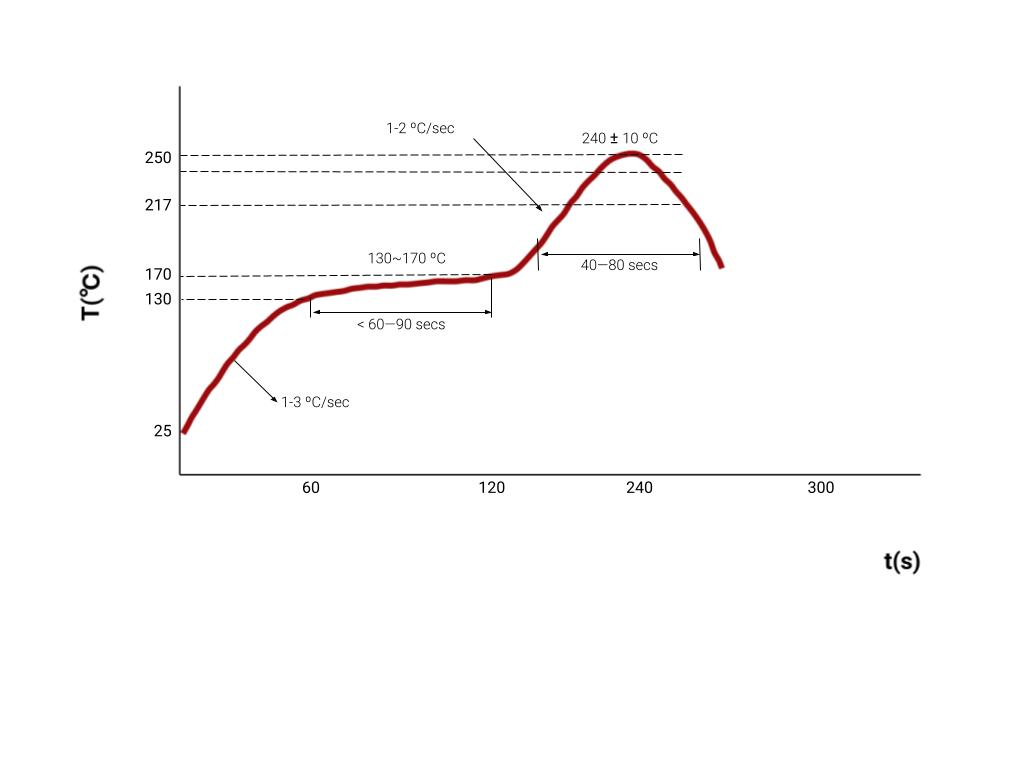 1-2 ºC/sec
240 ± 10 ºC
250
217
130~170 ºC
40—80 secs
170
130
< 60—90 secs
T(℃)
1-3 ºC/sec
25
60 120 240 300
t(s)